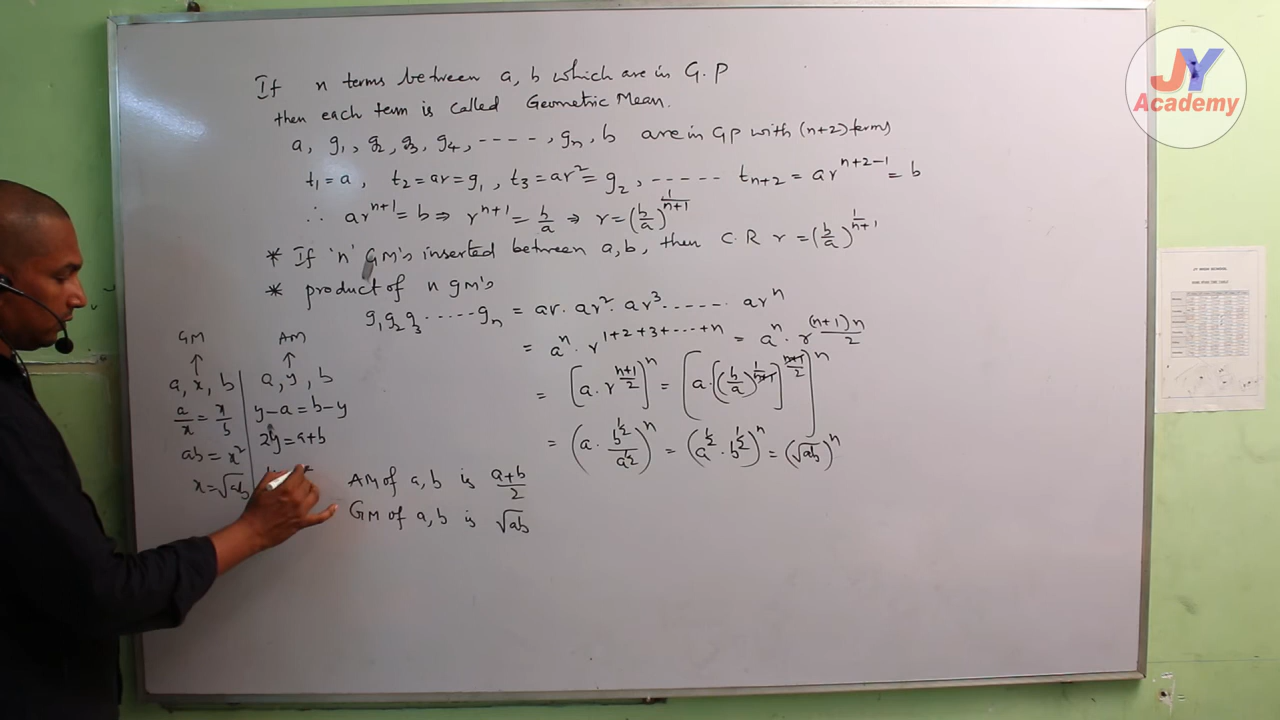 JY
Academy
If n terms between a, b which are in G.P
then each term is called Geometric Mean.
a, g₁, g₂, g₃, g₄, -----, gₙ, b are in GP with (n+2) terms
t₁ = a, t₂ = ar = g₁, t₃ = ar² = g₂, ----- tₙ₊₂ = ar^(n+2-1) = b
∴ ar^(n+1) = b ⇒ r^(n+1) = b/a ⇒ r = (b/a)^(1/(n+1))
* If 'n' GM's inserted between a, b, then C.R r = (b/a)^(1/(n+1))
* product of n gm's
g₁g₂g₃.....gₙ = ar · ar² · ar³ ...... arⁿ
= aⁿ · r^(1+2+3+----+n) = aⁿ · r^((n+1)n/2)
= [a · r^((n+1)/2)]ⁿ = [a · [(b/a)^(1/(n+1))]^((n+1)/2)]ⁿ
= (a · b^(1/2)/a^(1/2))ⁿ = (a^(1/2) · b^(1/2))ⁿ = (√ab)ⁿ
GM
↑
a, x, b
a/x = x/b
ab = x²
x = √ab
AM
↑
a, y, b
y-a = b-y
2y = a+b
AM of a, b is (a+b)/2
GM of a, b is √ab